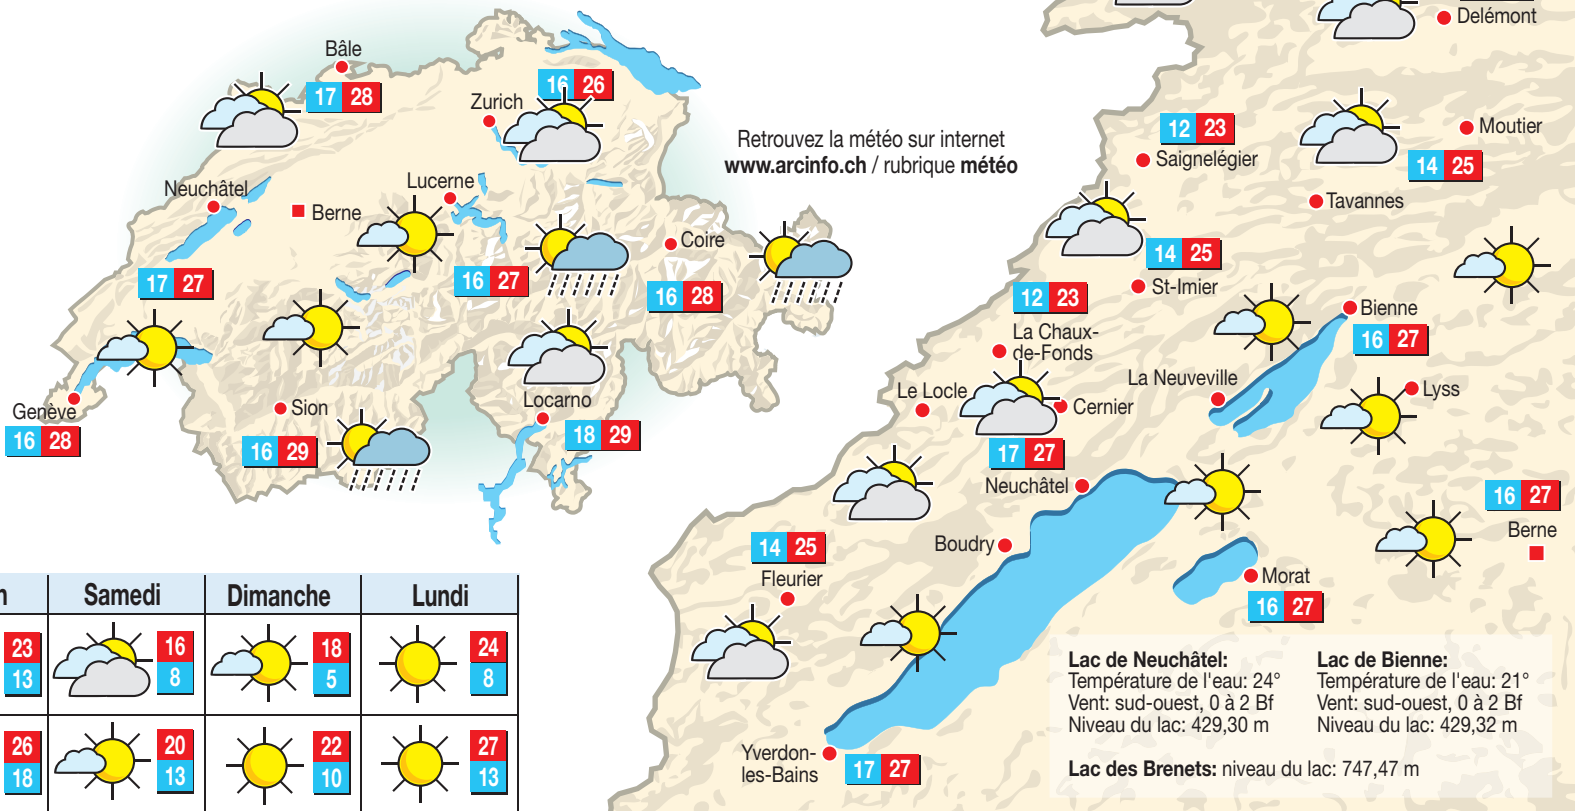 Bâle
17 28
16 26
Zurich
Neuchâtel
Lucerne
Berne
Coire
17 27
16 27
16 28
Genève
16 28
Sion
16 29
Locarno
18 29
Retrouvez la météo sur internet
www.arcinfo.ch / rubrique météo
Delémont
12 23
Saignelégier
Moutier
14 25
Tavannes
14 25
St-Imier
12 23
La Chaux-
de-Fonds
Bienne
16 27
La Neuveville
Le Locle
Cernier
Lyss
17 27
Neuchâtel
16 27
Berne
Boudry
14 25
Fleurier
Morat
16 27
Yverdon-
les-Bains
17 27
Samedi Dimanche Lundi
23 16 18 24
13 8 5 8
26 20 22 27
18 13 10 13
Lac de Neuchâtel:
Température de l'eau: 24°
Vent: sud-ouest, 0 à 2 Bf
Niveau du lac: 429,30 m
Lac de Bienne:
Température de l'eau: 21°
Vent: sud-ouest, 0 à 2 Bf
Niveau du lac: 429,32 m
Lac des Brenets: niveau du lac: 747,47 m